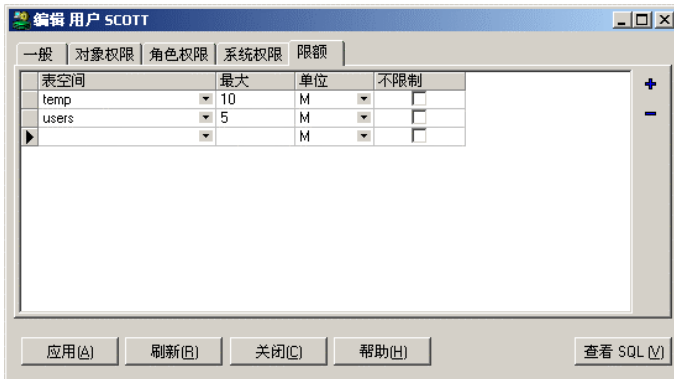 编辑 用户 SCOTT
一般 对象权限 角色权限 系统权限 限额
表空间 最大 单位 不限制
temp 10 M
users 5 M
M
应用(A) 刷新(R) 关闭(C) 帮助(H) 查看 SQL (V)